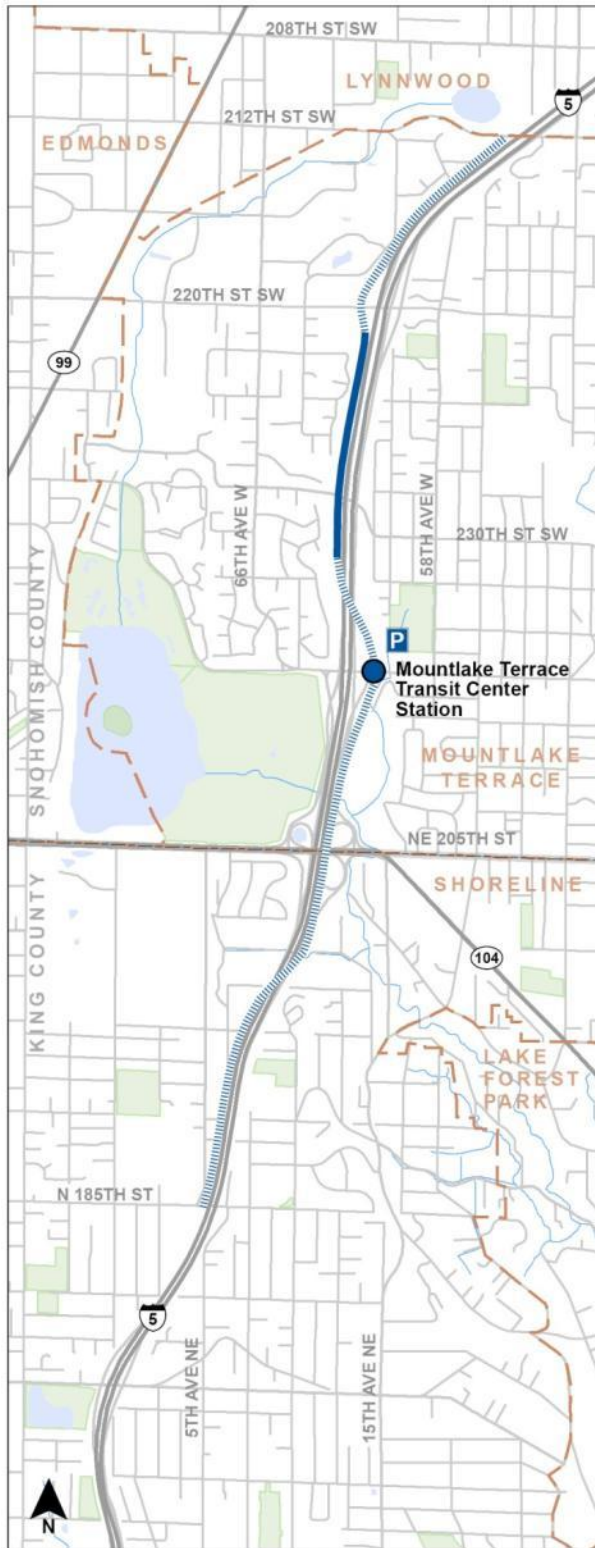 208TH ST SW
LYNNWOOD
5
212TH ST SW
EDMONDS
220TH ST SW
99
66TH AVE W
58TH AVE W
230TH ST SW
SNOHOMISH COUNTY
P
Mountlake Terrace
Transit Center
Station
MOUNTLAKE
TERRACE
NE 205TH ST
SHORELINE
KING COUNTY
104
LAKE
FOREST
PARK
N 185TH ST
5
5TH AVE NE
15TH AVE NE
N